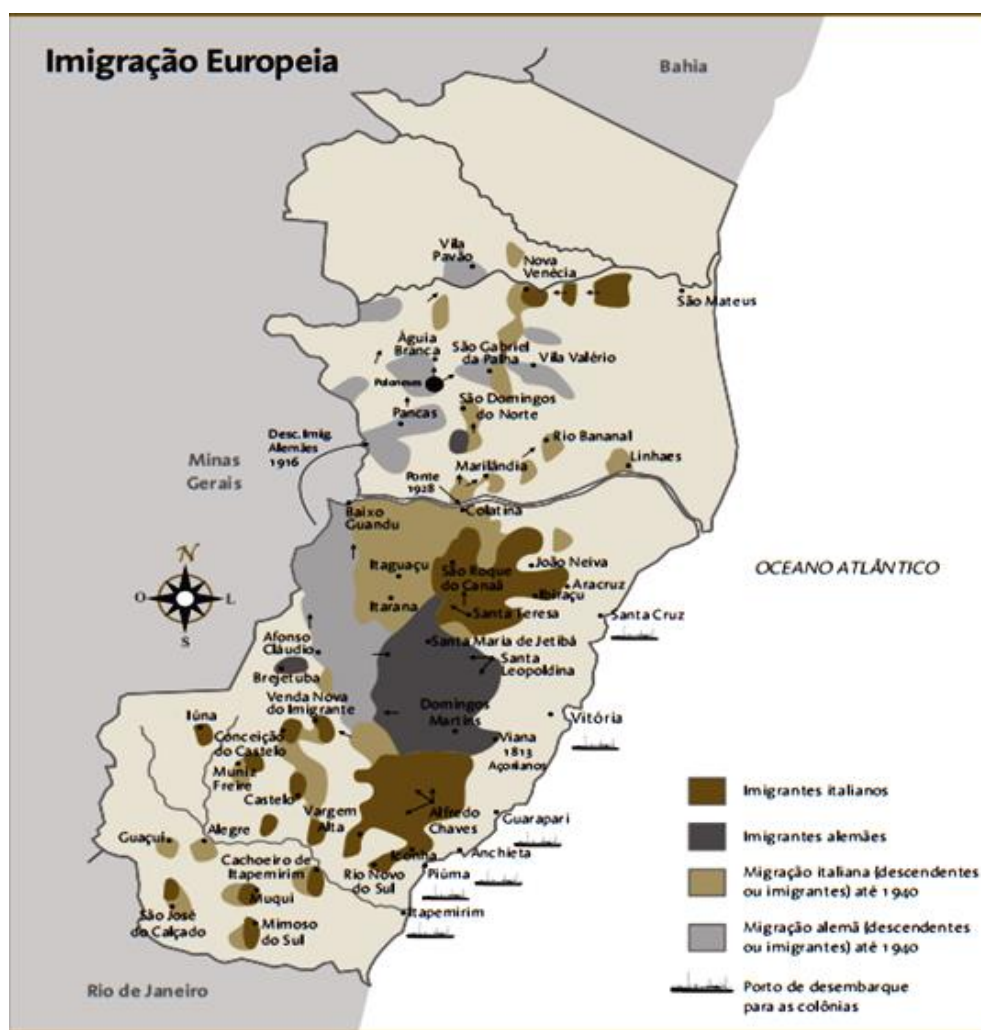 Imigração Europeia
Bahia
Vila
Pavão
Nova
Venécia
São Mateus
Àguia
Branca
São Gabriel
da Palha
Vila Valério
Poloneses
São Domingos
do Norte
Pancas
Desc. Imig.
Alemães
1916
Rio Bananal
Minas
Gerais
Marilândia
Linhaes
Ponte
1928
Colatina
Baixo
Guandu
OCEANO ATLÂNTICO
Itaguaçu
São Roque
do Canaã
João Neiva
Aracruz
Ibiraçu
Itarana
Santa Teresa
Santa Cruz
N
O
L
S
Afonso
Cláudio
Santa Maria de Jetibá
Santa
Leopoldina
Brejetuba
Venda Nova
do Imigrante
Domingos
Martins
Vitória
Iúna
Conceição
do Castelo
Viana
1813
Açorianos
Muniz
Freire
Castelo
Vargem
Alta
Alfredo
Chaves
Guarapari
Guaçuí
Alegre
Cachoeiro de
Itapemirim
Iconha
Anchieta
Rio Novo
do Sul
Piúma
Muqui
Itapemirim
São José
do Calçado
Mimoso
do Sul
Rio de Janeiro
Imigrantes italianos
Imigrantes alemães
Migração italiana (descendentes
ou imigrantes) até 1940
Migração alemã (descendentes
ou imigrantes) até 1940
Porto de desembarque
para as colônias